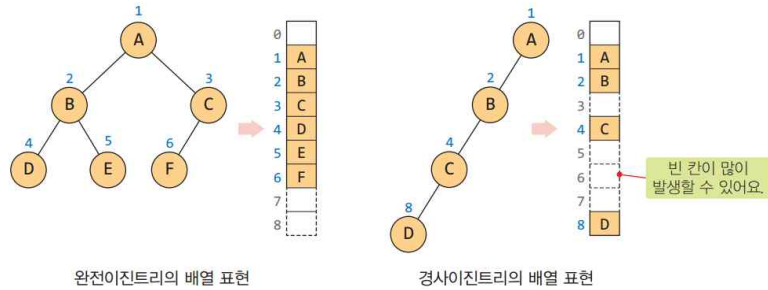 1
A
2
B
3
C
4
D
5
E
6
F
0
1 A
2 B
3 C
4 D
5 E
6 F
7
8
완전이진트리의 배열 표현
1
A
2
B
4
C
8
D
0
1 A
2 B
3
4 C
5
6
7
8 D
빈 칸이 많이
발생할 수 있어요.
경사이진트리의 배열 표현